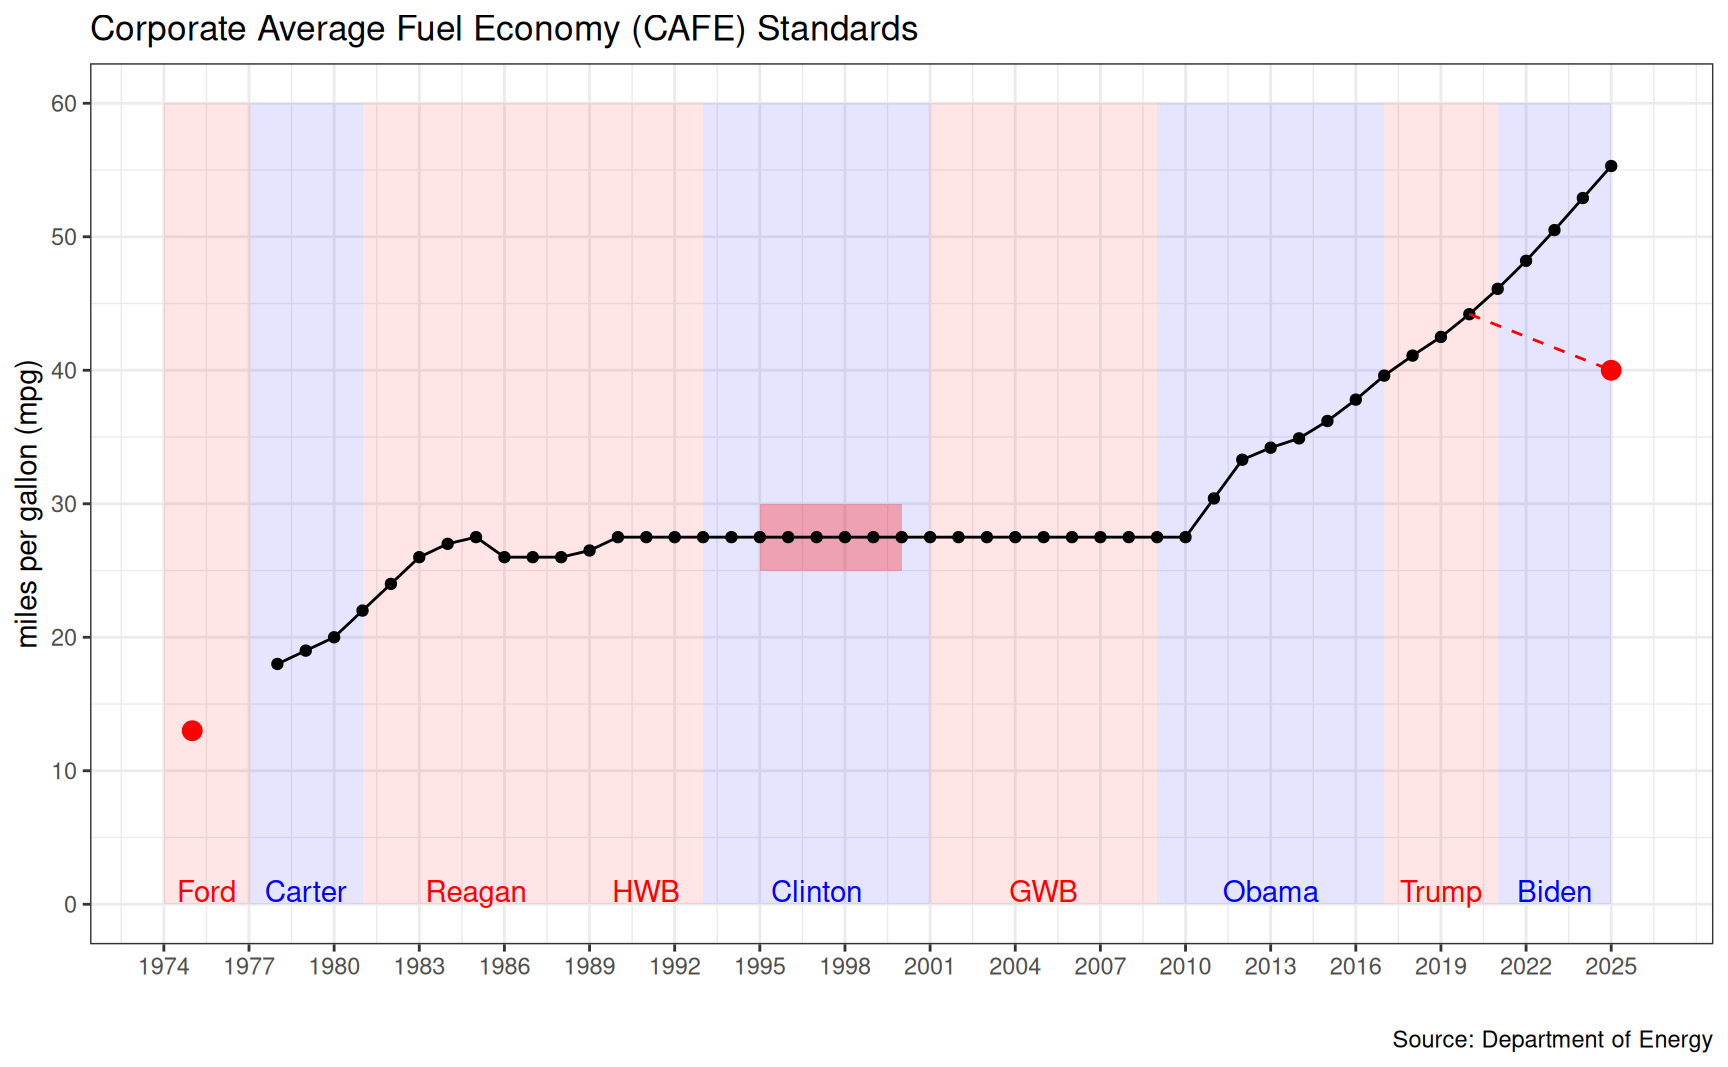 Corporate Average Fuel Economy (CAFE) Standards
miles per gallon (mpg)
60
50
40
30
20
10
0
Ford Carter Reagan HWB Clinton GWB Obama Trump Biden
1974 1977 1980 1983 1986 1989 1992 1995 1998 2001 2004 2007 2010 2013 2016 2019 2022 2025
Source: Department of Energy